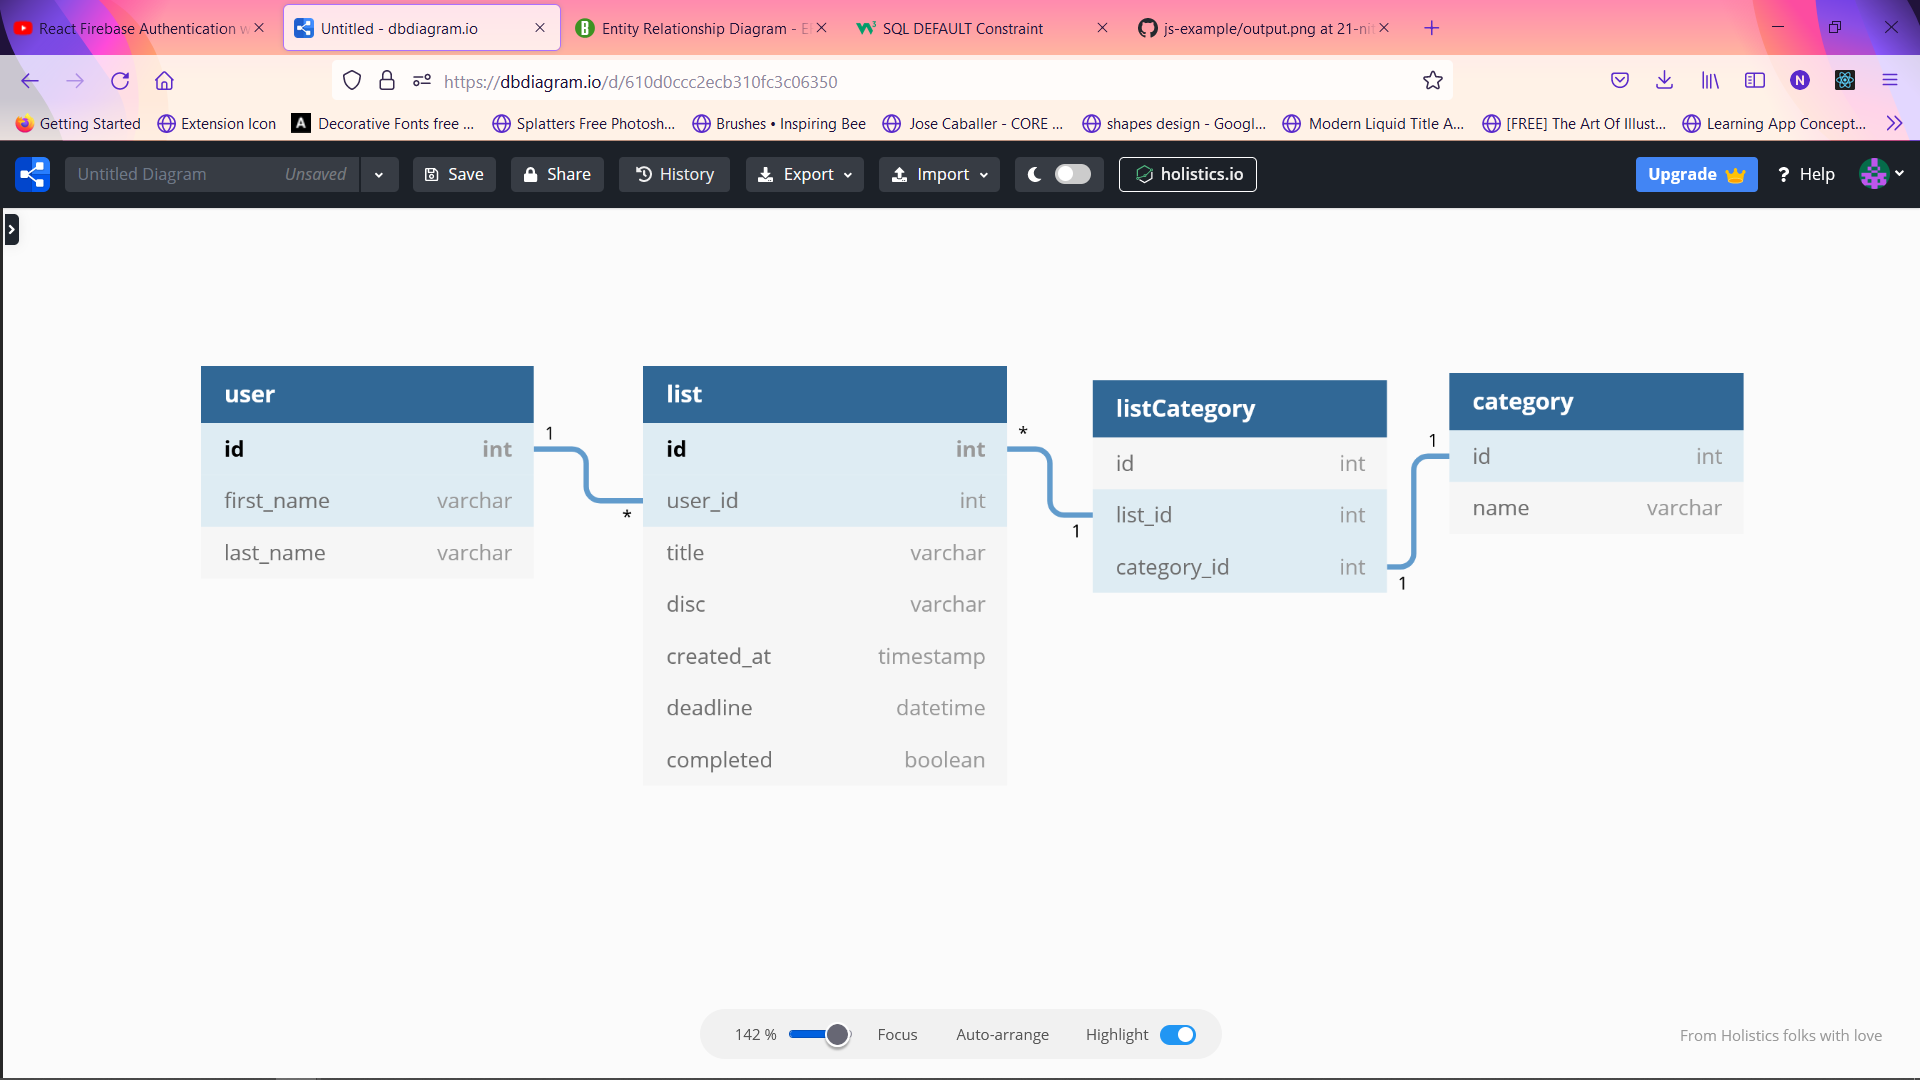 React Firebase Authentication w
Untitled - dbdiagram.io
Entity Relationship Diagram - E
SQL DEFAULT Constraint
js-example/output.png at 21-nit
https://dbdiagram.io/d/610d0ccc2ecb310fc3c06350
N
Getting Started
Extension Icon
A
Decorative Fonts free ...
Splatters Free Photosh...
Brushes • Inspiring Bee
Jose Caballer - CORE ...
shapes design - Googl...
Modern Liquid Title A...
[FREE] The Art Of Illust...
Learning App Concept...
Untitled Diagram
Unsaved
Save
Share
History
Export
Import
holistics.io
Upgrade
? Help
user
id int
first_name varchar
last_name varchar
1
*
list
id int
user_id int
title varchar
disc varchar
created_at timestamp
deadline datetime
completed boolean
*
1
listCategory
id int
list_id int
category_id int
1
1
category
id int
name varchar
142 %
Focus
Auto-arrange
Highlight
From Holistics folks with love